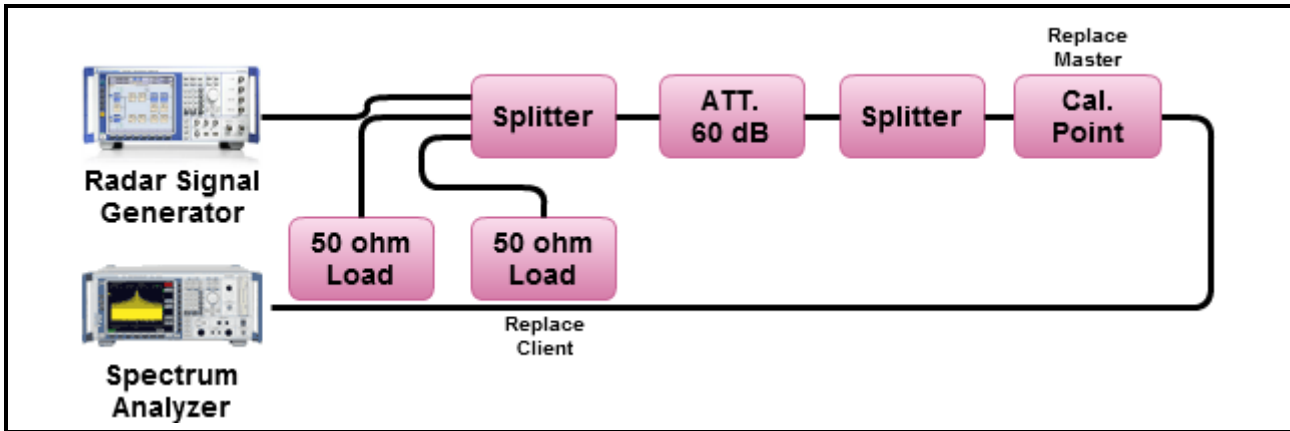 Replace
Master
Splitter
ATT.
60 dB
Splitter
Cal.
Point
Radar Signal
Generator
50 ohm
Load
50 ohm
Load
Replace
Client
Spectrum
Analyzer